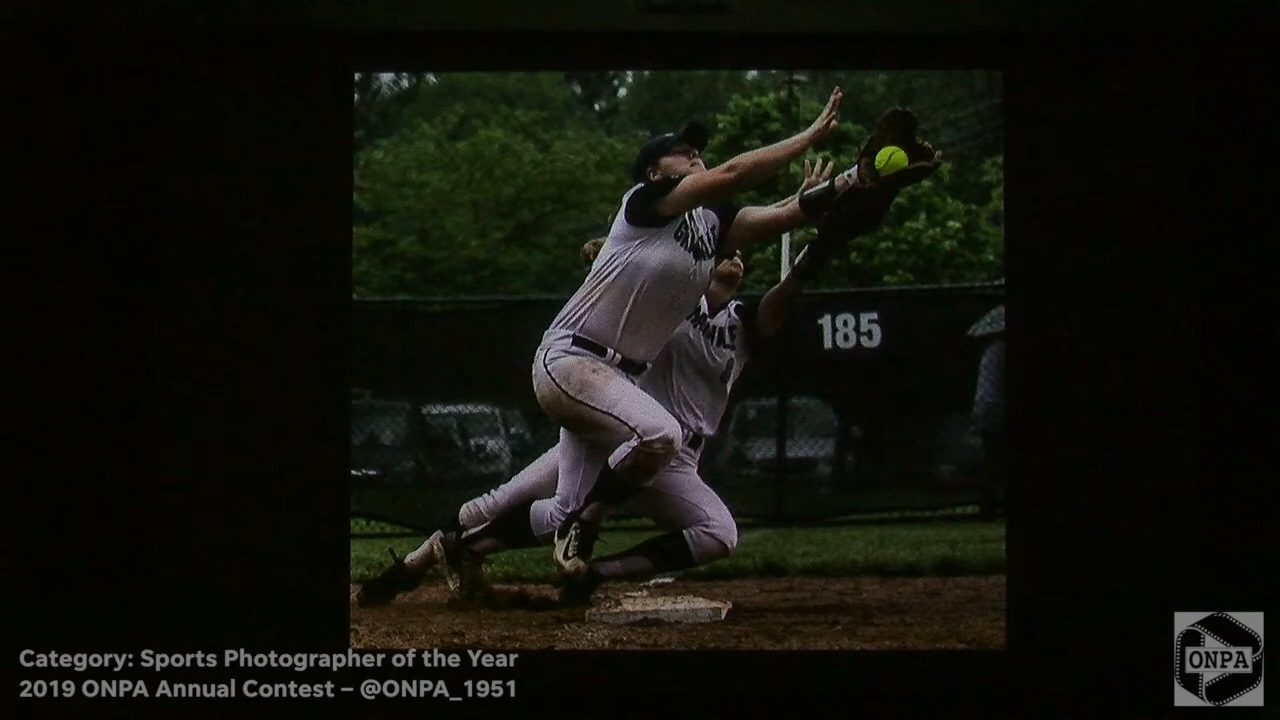 185
Category: Sports Photographer of the Year
2019 ONPA Annual Contest – @ONPA_1951
ONPA